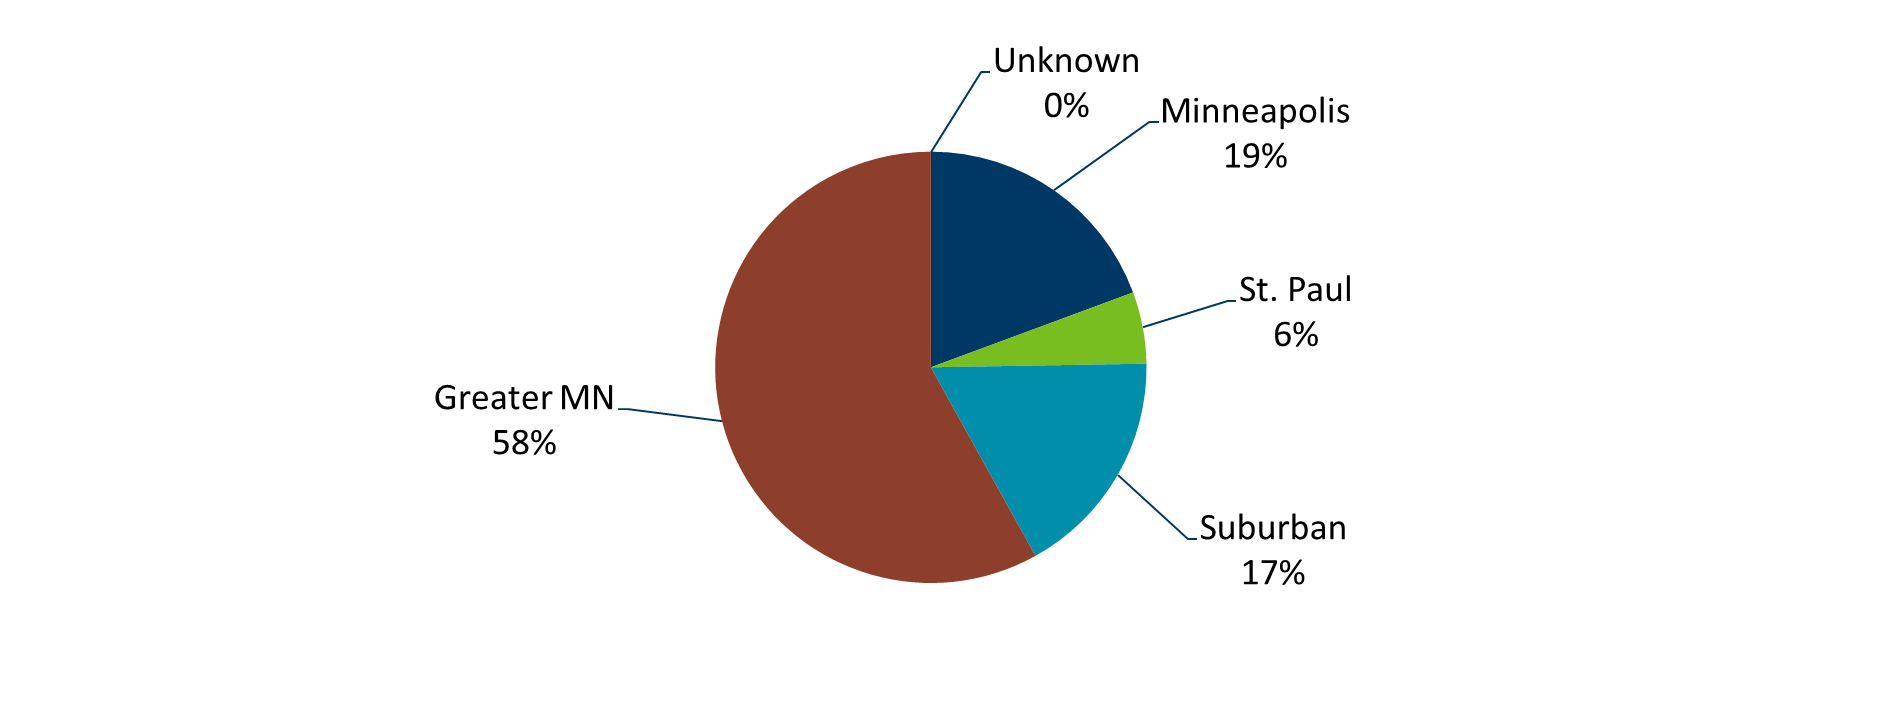 Unknown
0%
Minneapolis
19%
St. Paul
6%
Greater MN
58%
Suburban
17%